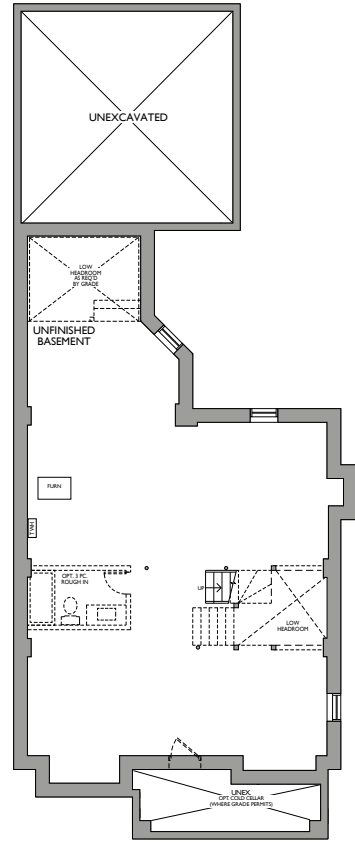 UNEXCAVATED
LOW
HEADROOM
AS REQ'D
BY GRADE
UNFINISHED
BASEMENT
FURN
HWT
OPT. 3 PC.
ROUGH IN
UP
LOW
HEADROOM
UNEX.
OPT COLD CELLAR
(WHERE GRADE PERMITS)